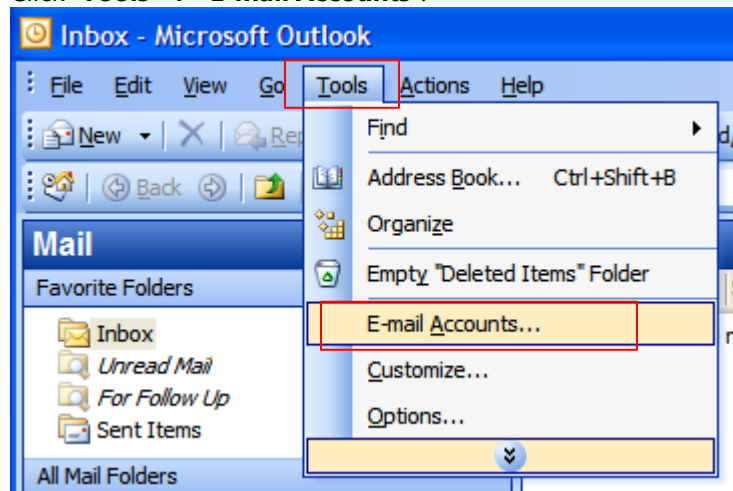 Inbox - Microsoft Outlook
File Edit View Go Tools Actions Help
New
Find
Address Book... Ctrl+Shift+B
Back
Organize
Mail
Empty "Deleted Items" Folder
Favorite Folders
E-mail Accounts...
Inbox
Unread Mail
Customize...
For Follow Up
Options...
Sent Items
All Mail Folders